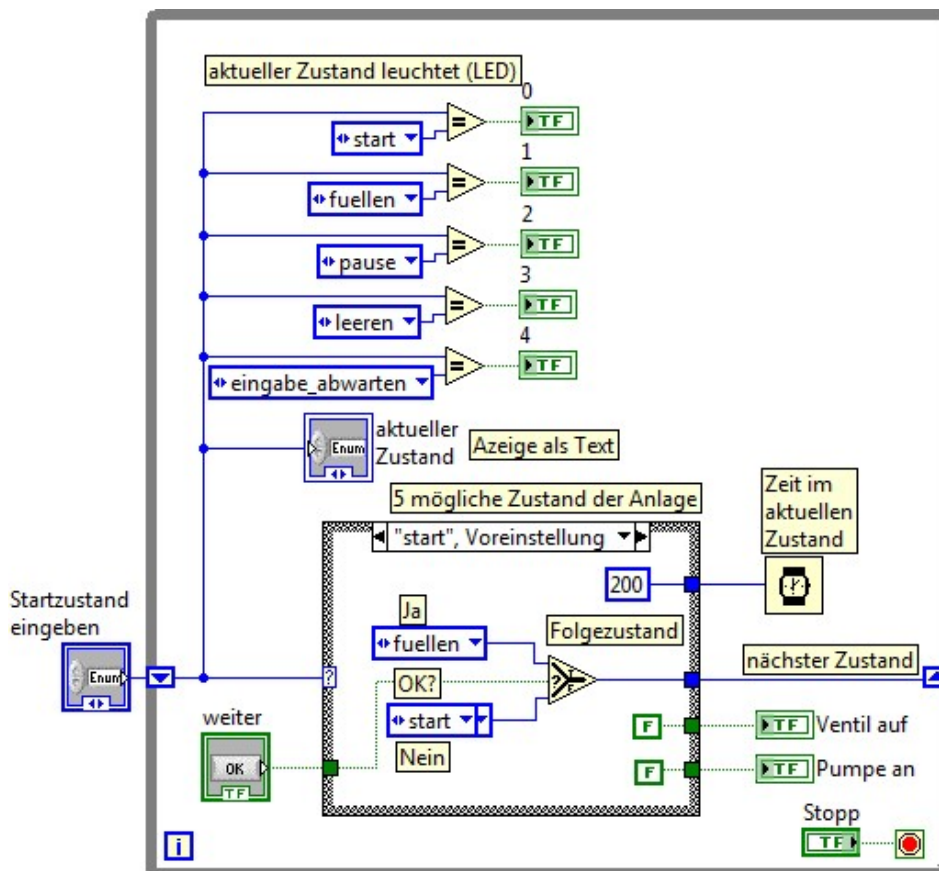 aktueller Zustand leuchtet (LED)
0
TF
start
1
TF
fuellen
2
TF
pause
3
TF
leeren
4
TF
eingabe_abwarten
Enum
aktueller
Zustand
Azeige als Text
5 mögliche Zustand der Anlage
Zeit im
aktuellen
Zustand
"start", Voreinstellung
200
Startzustand
eingeben
Enum
Ja
fuellen
Folgezustand
nächster Zustand
?
?
T
F
OK?
start
Nein
weiter
OK
TF
F
TF
Ventil auf
F
TF
Pumpe an
Stopp
TF
i